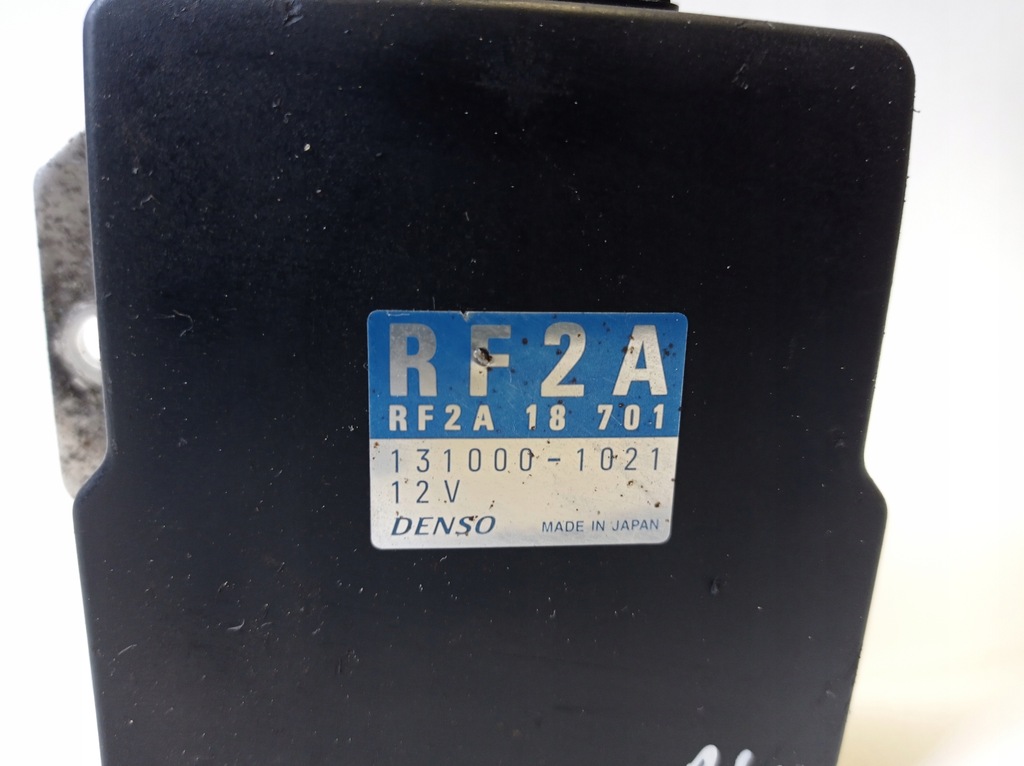 RF2A
RF2A 18 701
131000-1021
12V
DENSO MADE IN JAPAN